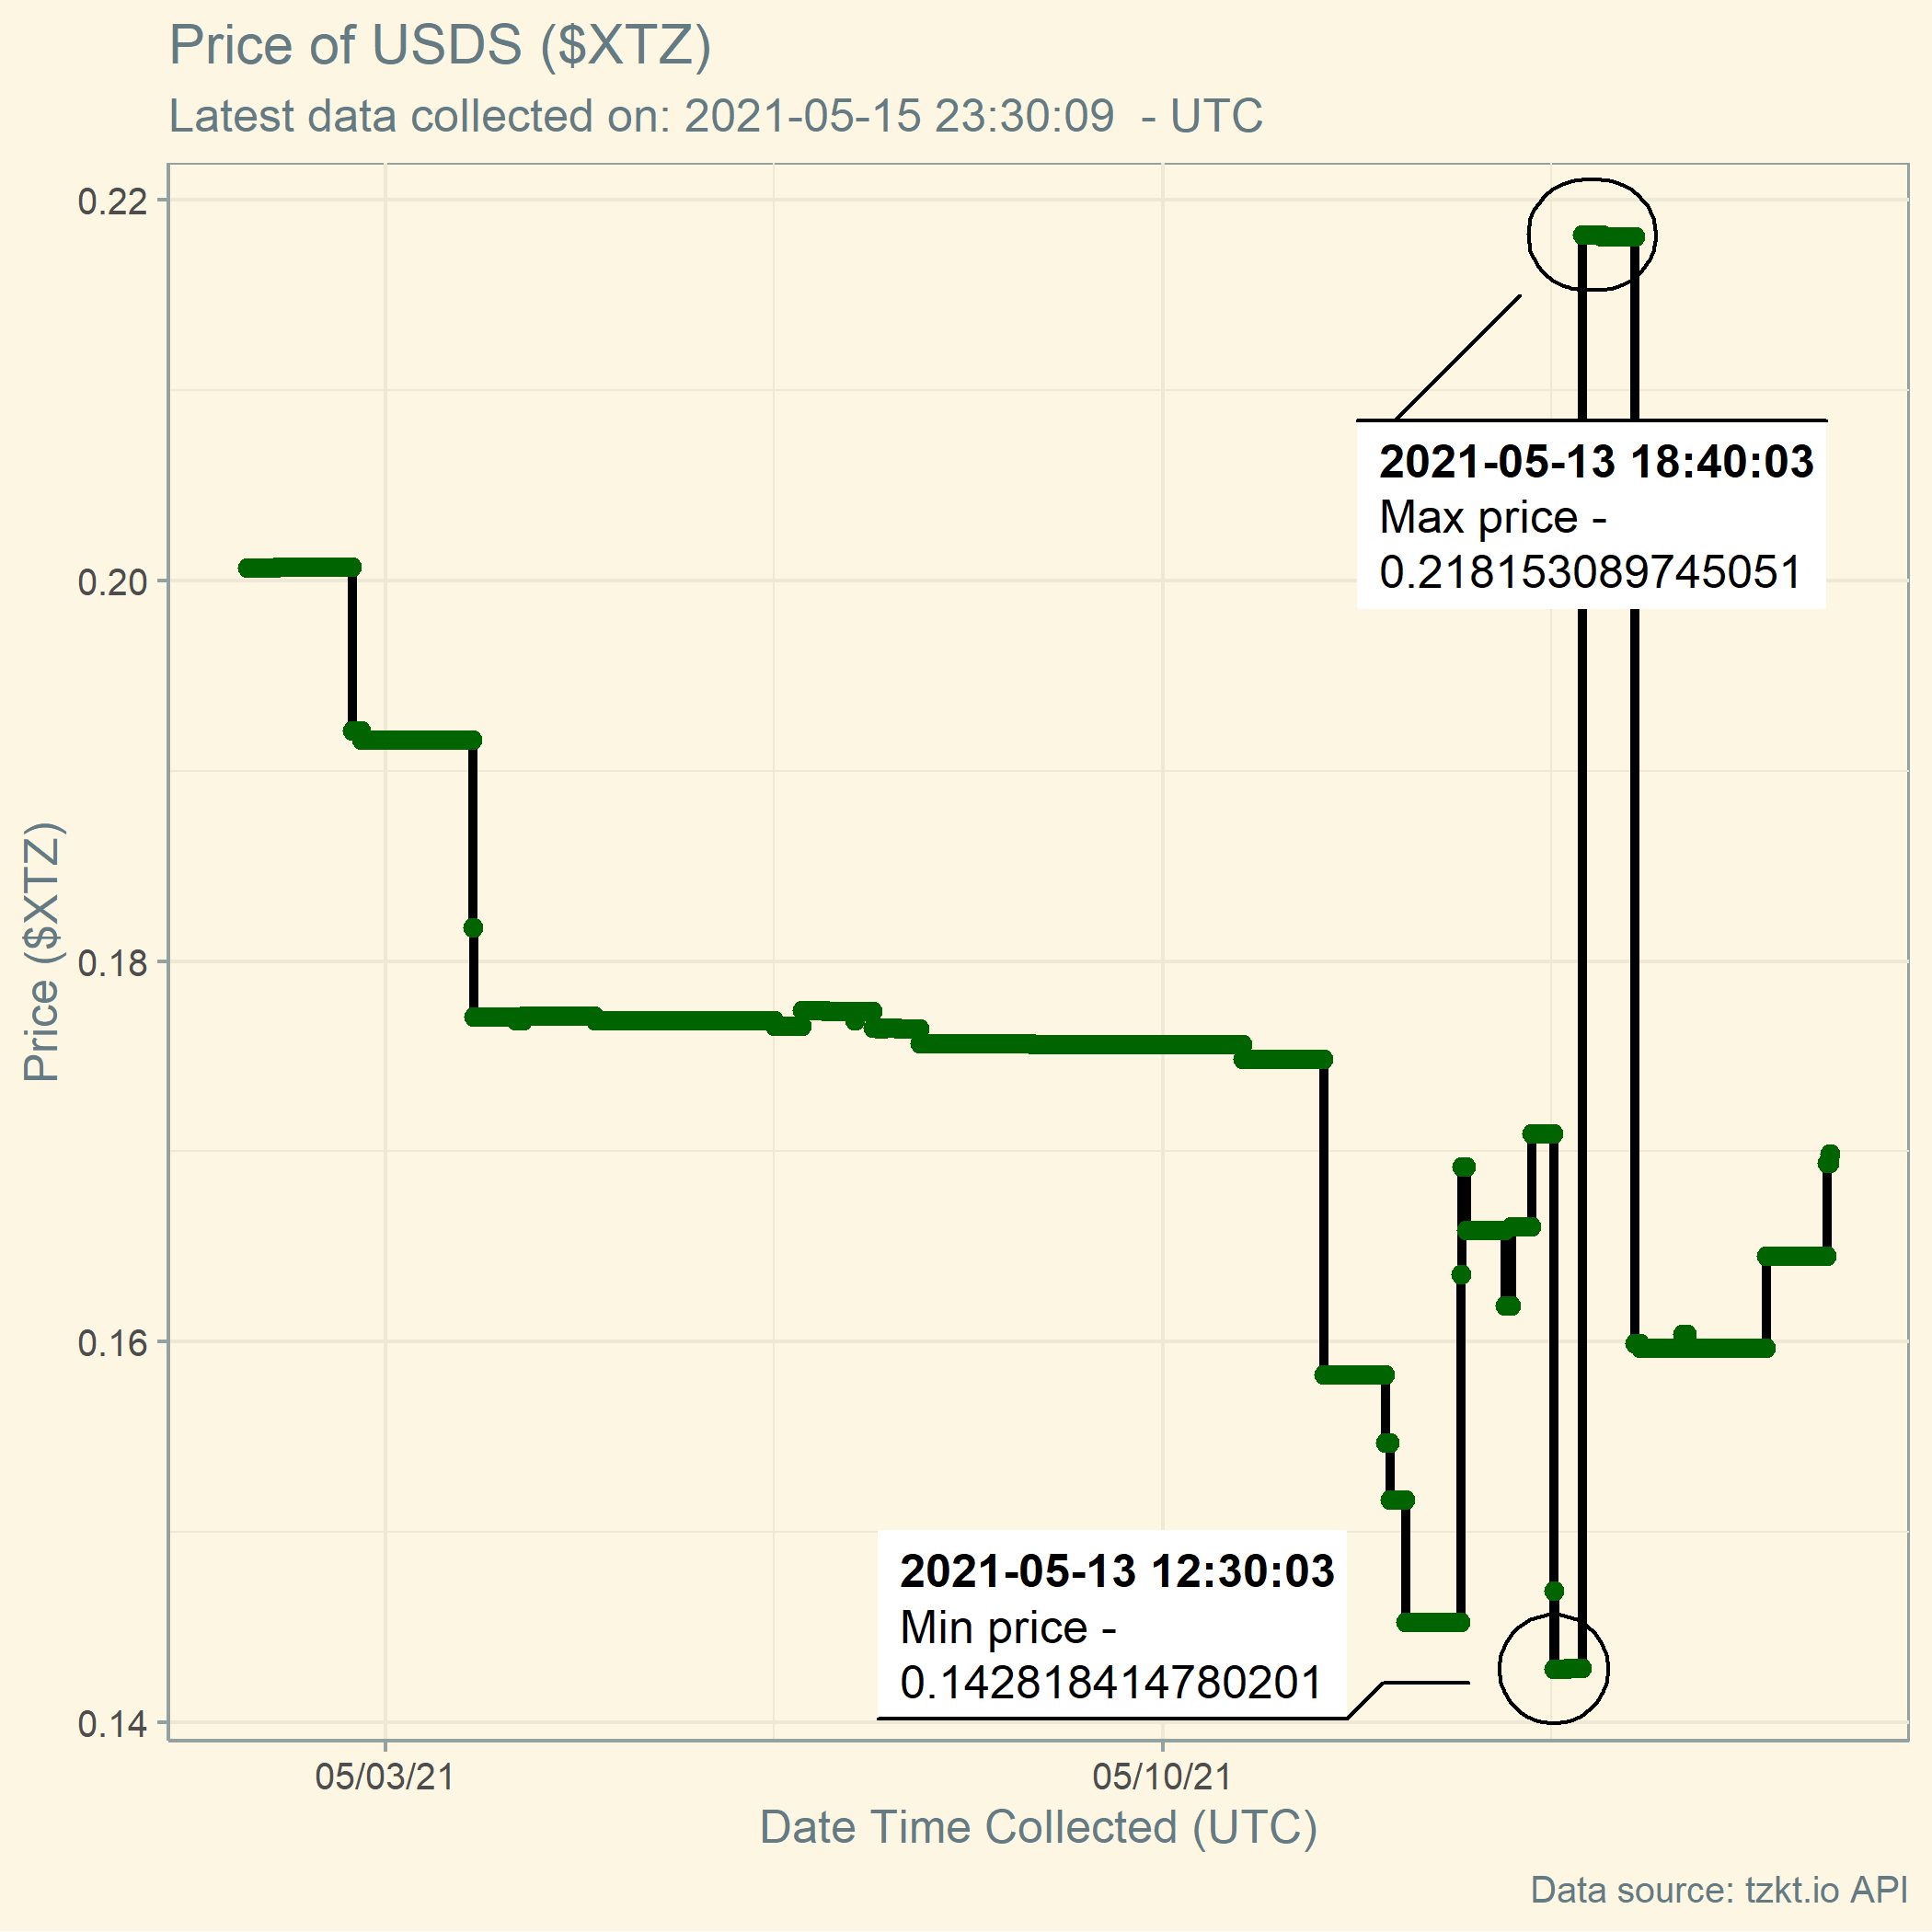 Price of USDS ($XTZ)
Latest data collected on: 2021-05-15 23:30:09  - UTC
0.22
0.20
0.18
0.16
0.14
Price ($XTZ)
2021-05-13 18:40:03
Max price -
0.218153089745051
2021-05-13 12:30:03
Min price -
0.142818414780201
05/03/21
05/10/21
Date Time Collected (UTC)
Data source: tzkt.io API